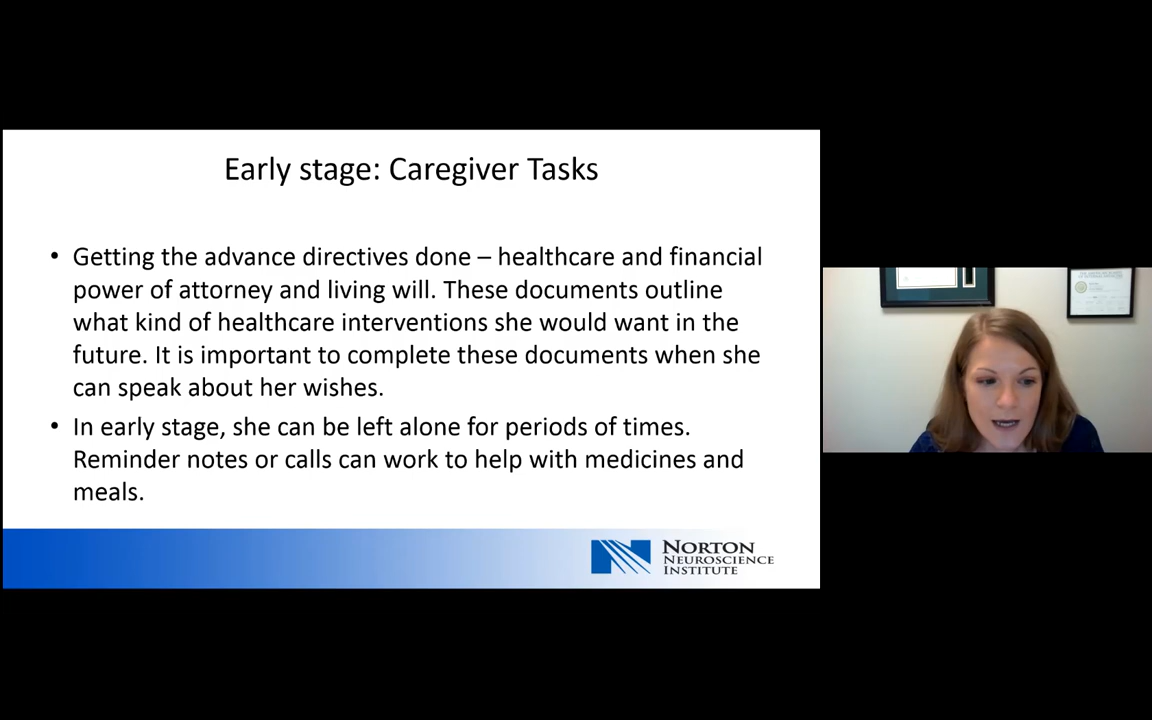 Early stage: Caregiver Tasks
• Getting the advance directives done – healthcare and financial
power of attorney and living will. These documents outline
what kind of healthcare interventions she would want in the
future. It is important to complete these documents when she
can speak about her wishes.
• In early stage, she can be left alone for periods of times.
Reminder notes or calls can work to help with medicines and
meals.
NORTON
NEUROSCIENCE
INSTITUTE